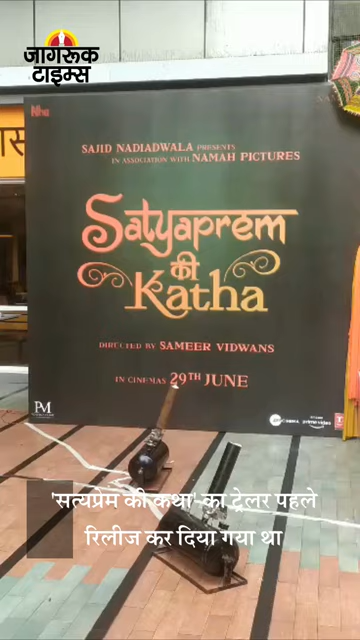 जागरूक
टाइम्स
SAJID NADIADWALA PRESENTS
IN ASSOCIATION WITH NAMAH PICTURES
Satyaprem
की
Katha
DIRECTED BY SAMEER VIDWANS
IN CINEMAS 29TH JUNE
PM
'सत्यप्रेम की कथा' का ट्रेलर पहले
रिलीज कर दिया गया था